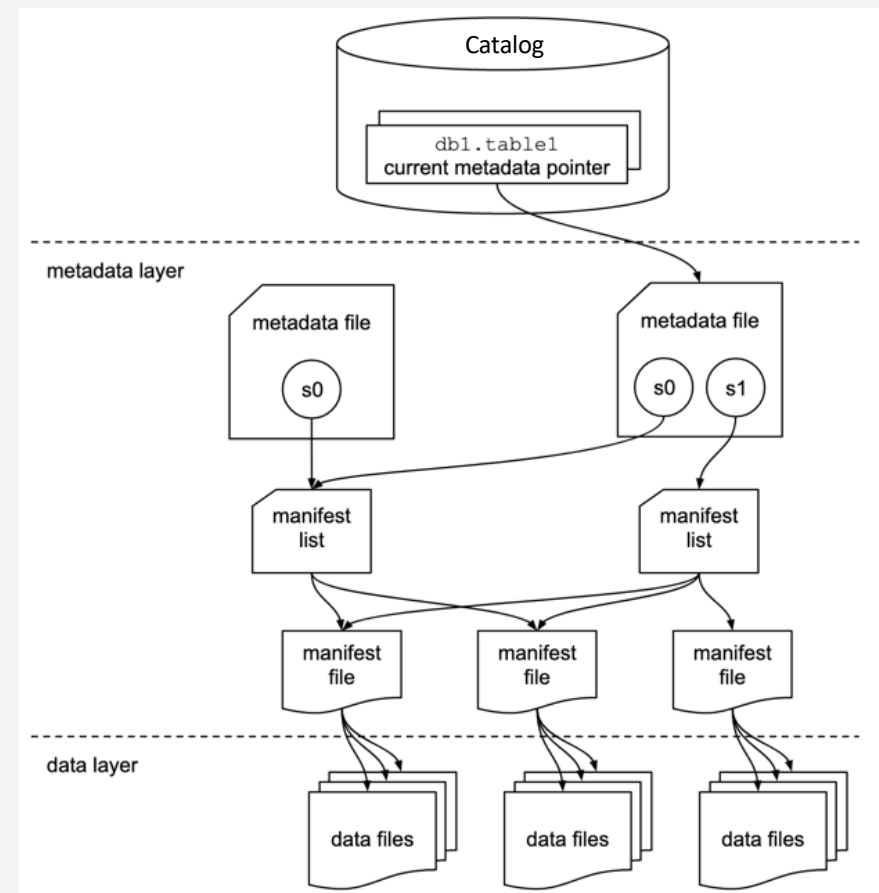 Catalog
db1.table1
current metadata pointer
metadata layer
metadata file
metadata file
s0
s0
s1
manifest
list
manifest
list
manifest
file
manifest
file
manifest
file
data layer
data files
data files
data files